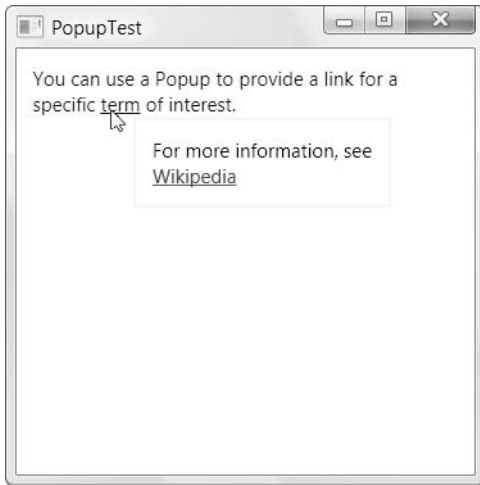 PopupTest
You can use a Popup to provide a link for a
specific term of interest.
For more information, see
Wikipedia